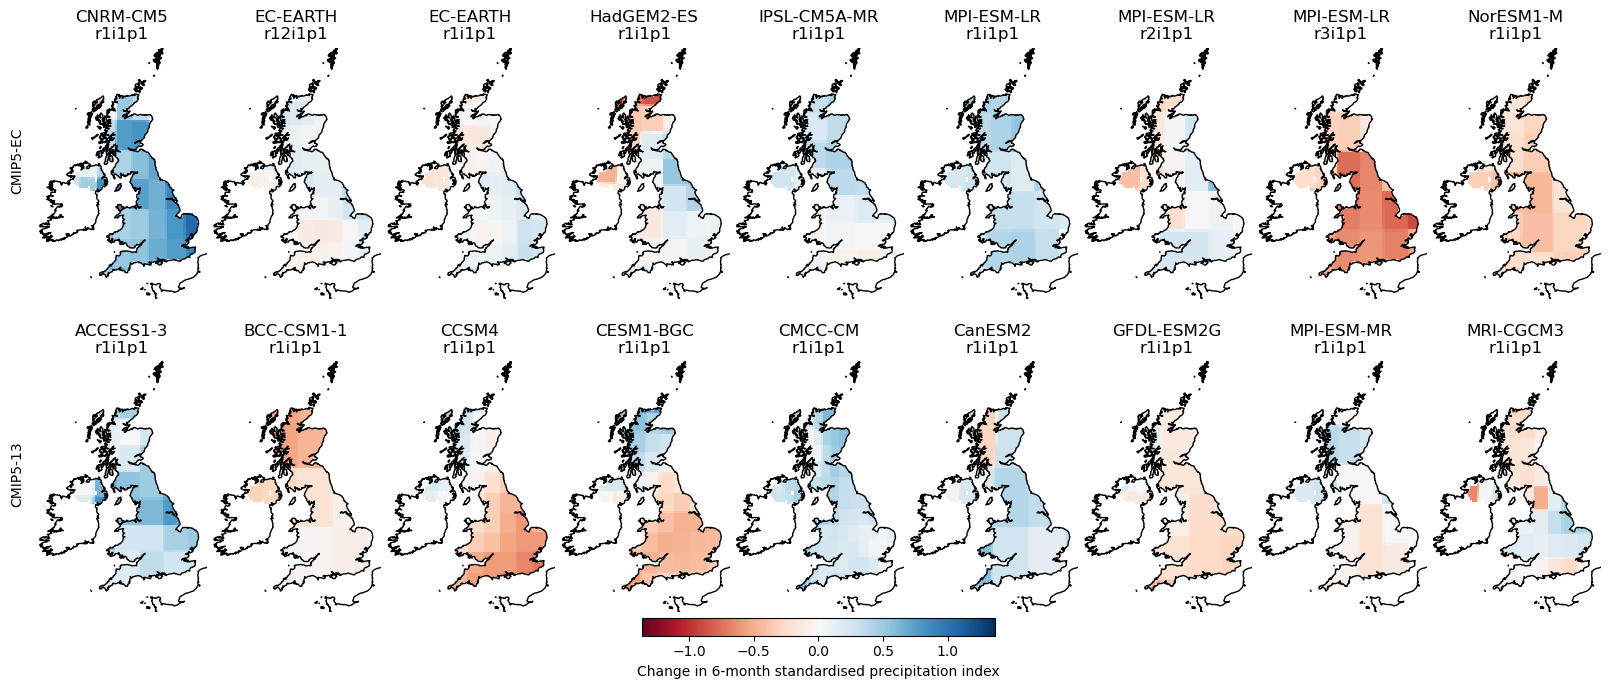 CNRM-CM5 EC-EARTH EC-EARTH HadGEM2-ES IPSL-CM5A-MR MPI-ESM-LR MPI-ESM-LR MPI-ESM-LR NorESM1-M
r1i1p1 r12i1p1 r1i1p1 r1i1p1 r1i1p1 r1i1p1 r2i1p1 r3i1p1 r1i1p1
CMIP5-EC
ACCESS1-3 BCC-CSM1-1 CCSM4 CESM1-BGC CMCC-CM CanESM2 GFDL-ESM2G MPI-ESM-MR MRI-CGCM3
r1i1p1 r1i1p1 r1i1p1 r1i1p1 r1i1p1 r1i1p1 r1i1p1 r1i1p1 r1i1p1
CMIP5-13
−1.0 −0.5 0.0 0.5 1.0
Change in 6-month standardised precipitation index